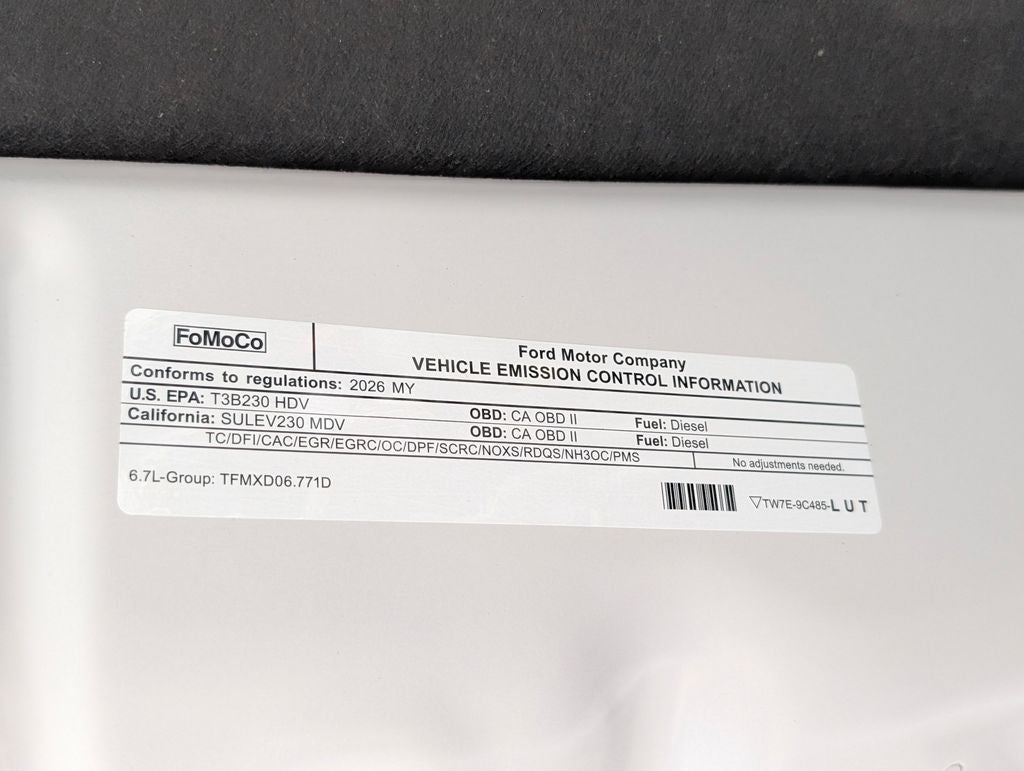 FoMoCo
Ford Motor Company
VEHICLE EMISSION CONTROL INFORMATION
Conforms to regulations: 2026 MY
U.S. EPA: T3B230 HDV OBD: CA OBD II Fuel: Diesel
California: SULEV230 MDV OBD: CA OBD II Fuel: Diesel
TC/DFI/CAC/EGR/EGRC/OC/DPF/SCRC/NOXS/RDQS/NH3OC/PMS No adjustments needed.
6.7L-Group: TFMXD06.771D
▽TW7E-9C485-L U T